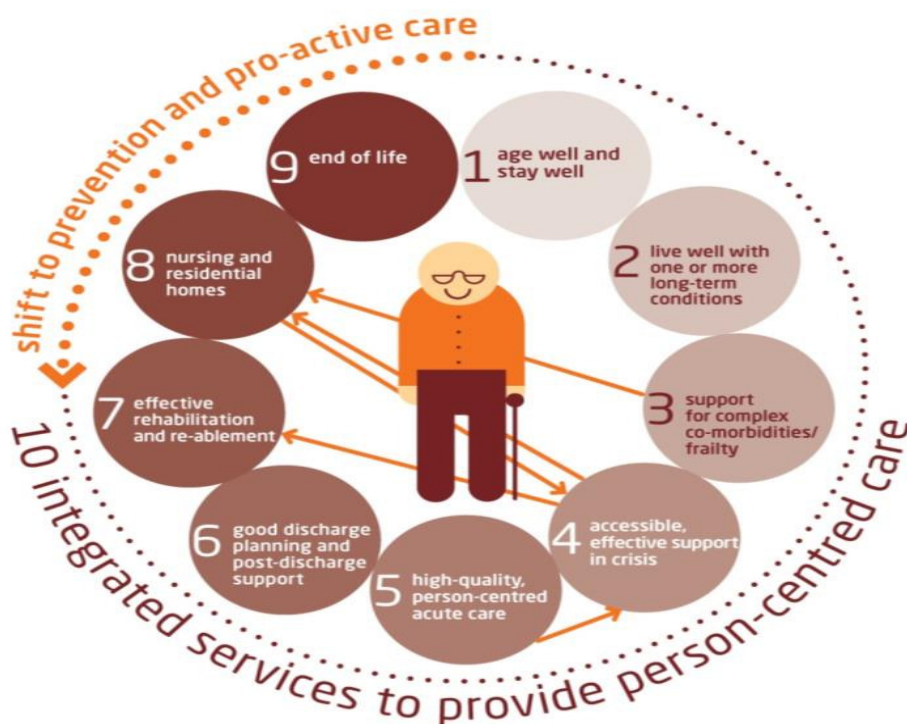 shift to prevention and pro-active care
9 end of life
1 age well and
stay well
8 nursing and
residential
homes
2 live well with
one or more
long-term
conditions
7 effective
rehabilitation
and re-ablement
3 support
for complex
co-morbidities/
frailty
6 good discharge
planning and
post-discharge
support
5 high-quality,
person-centred
acute care
4 accessible,
effective support
in crisis
10 integrated services to provide person-centred care